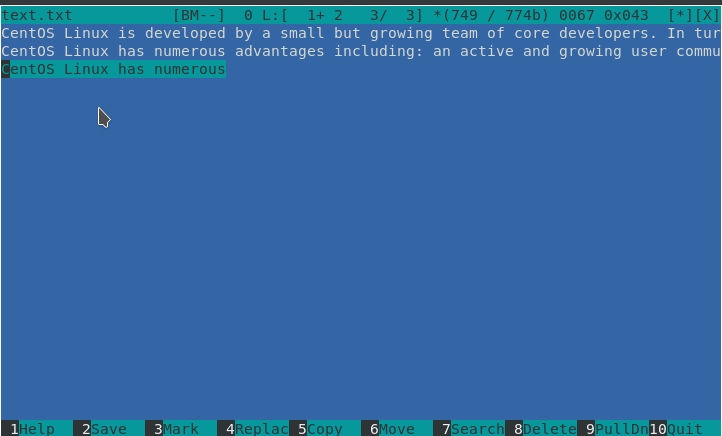 text.txt [BM--] 0 L:[ 1+ 2 3/ 3] *(749 / 774b) 0067 0x043 [*][X]
CentOS Linux is developed by a small but growing team of core developers. In tur
CentOS Linux has numerous advantages including: an active and growing user commu
CentOS Linux has numerous
1Help 2Save 3Mark 4Replac 5Copy 6Move 7Search 8Delete 9PullDn 10Quit